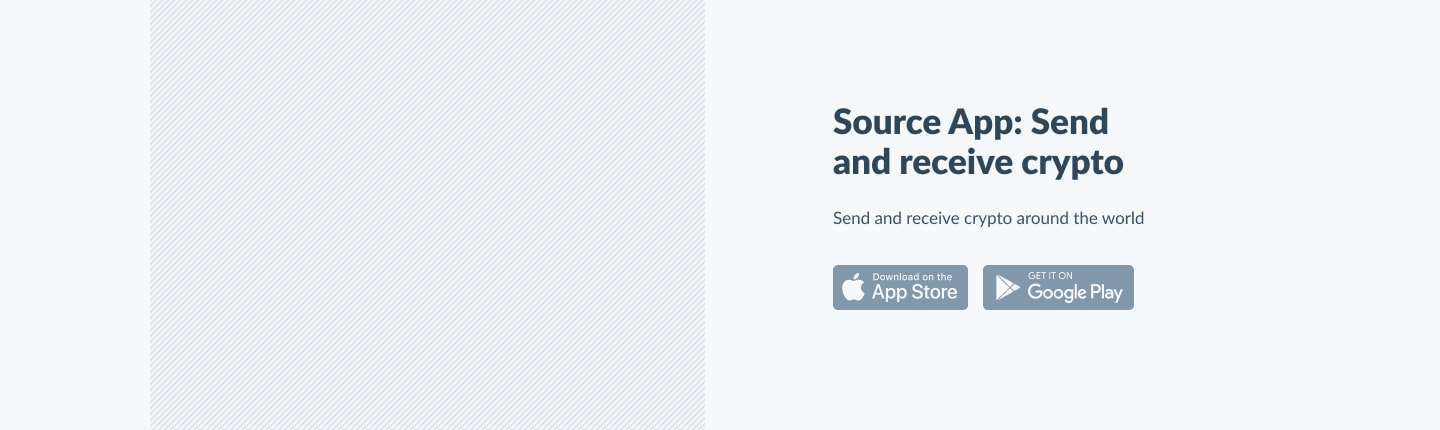 Source App: Send
and receive crypto
Send and receive crypto around the world
Download on the
App Store
GET IT ON
Google Play